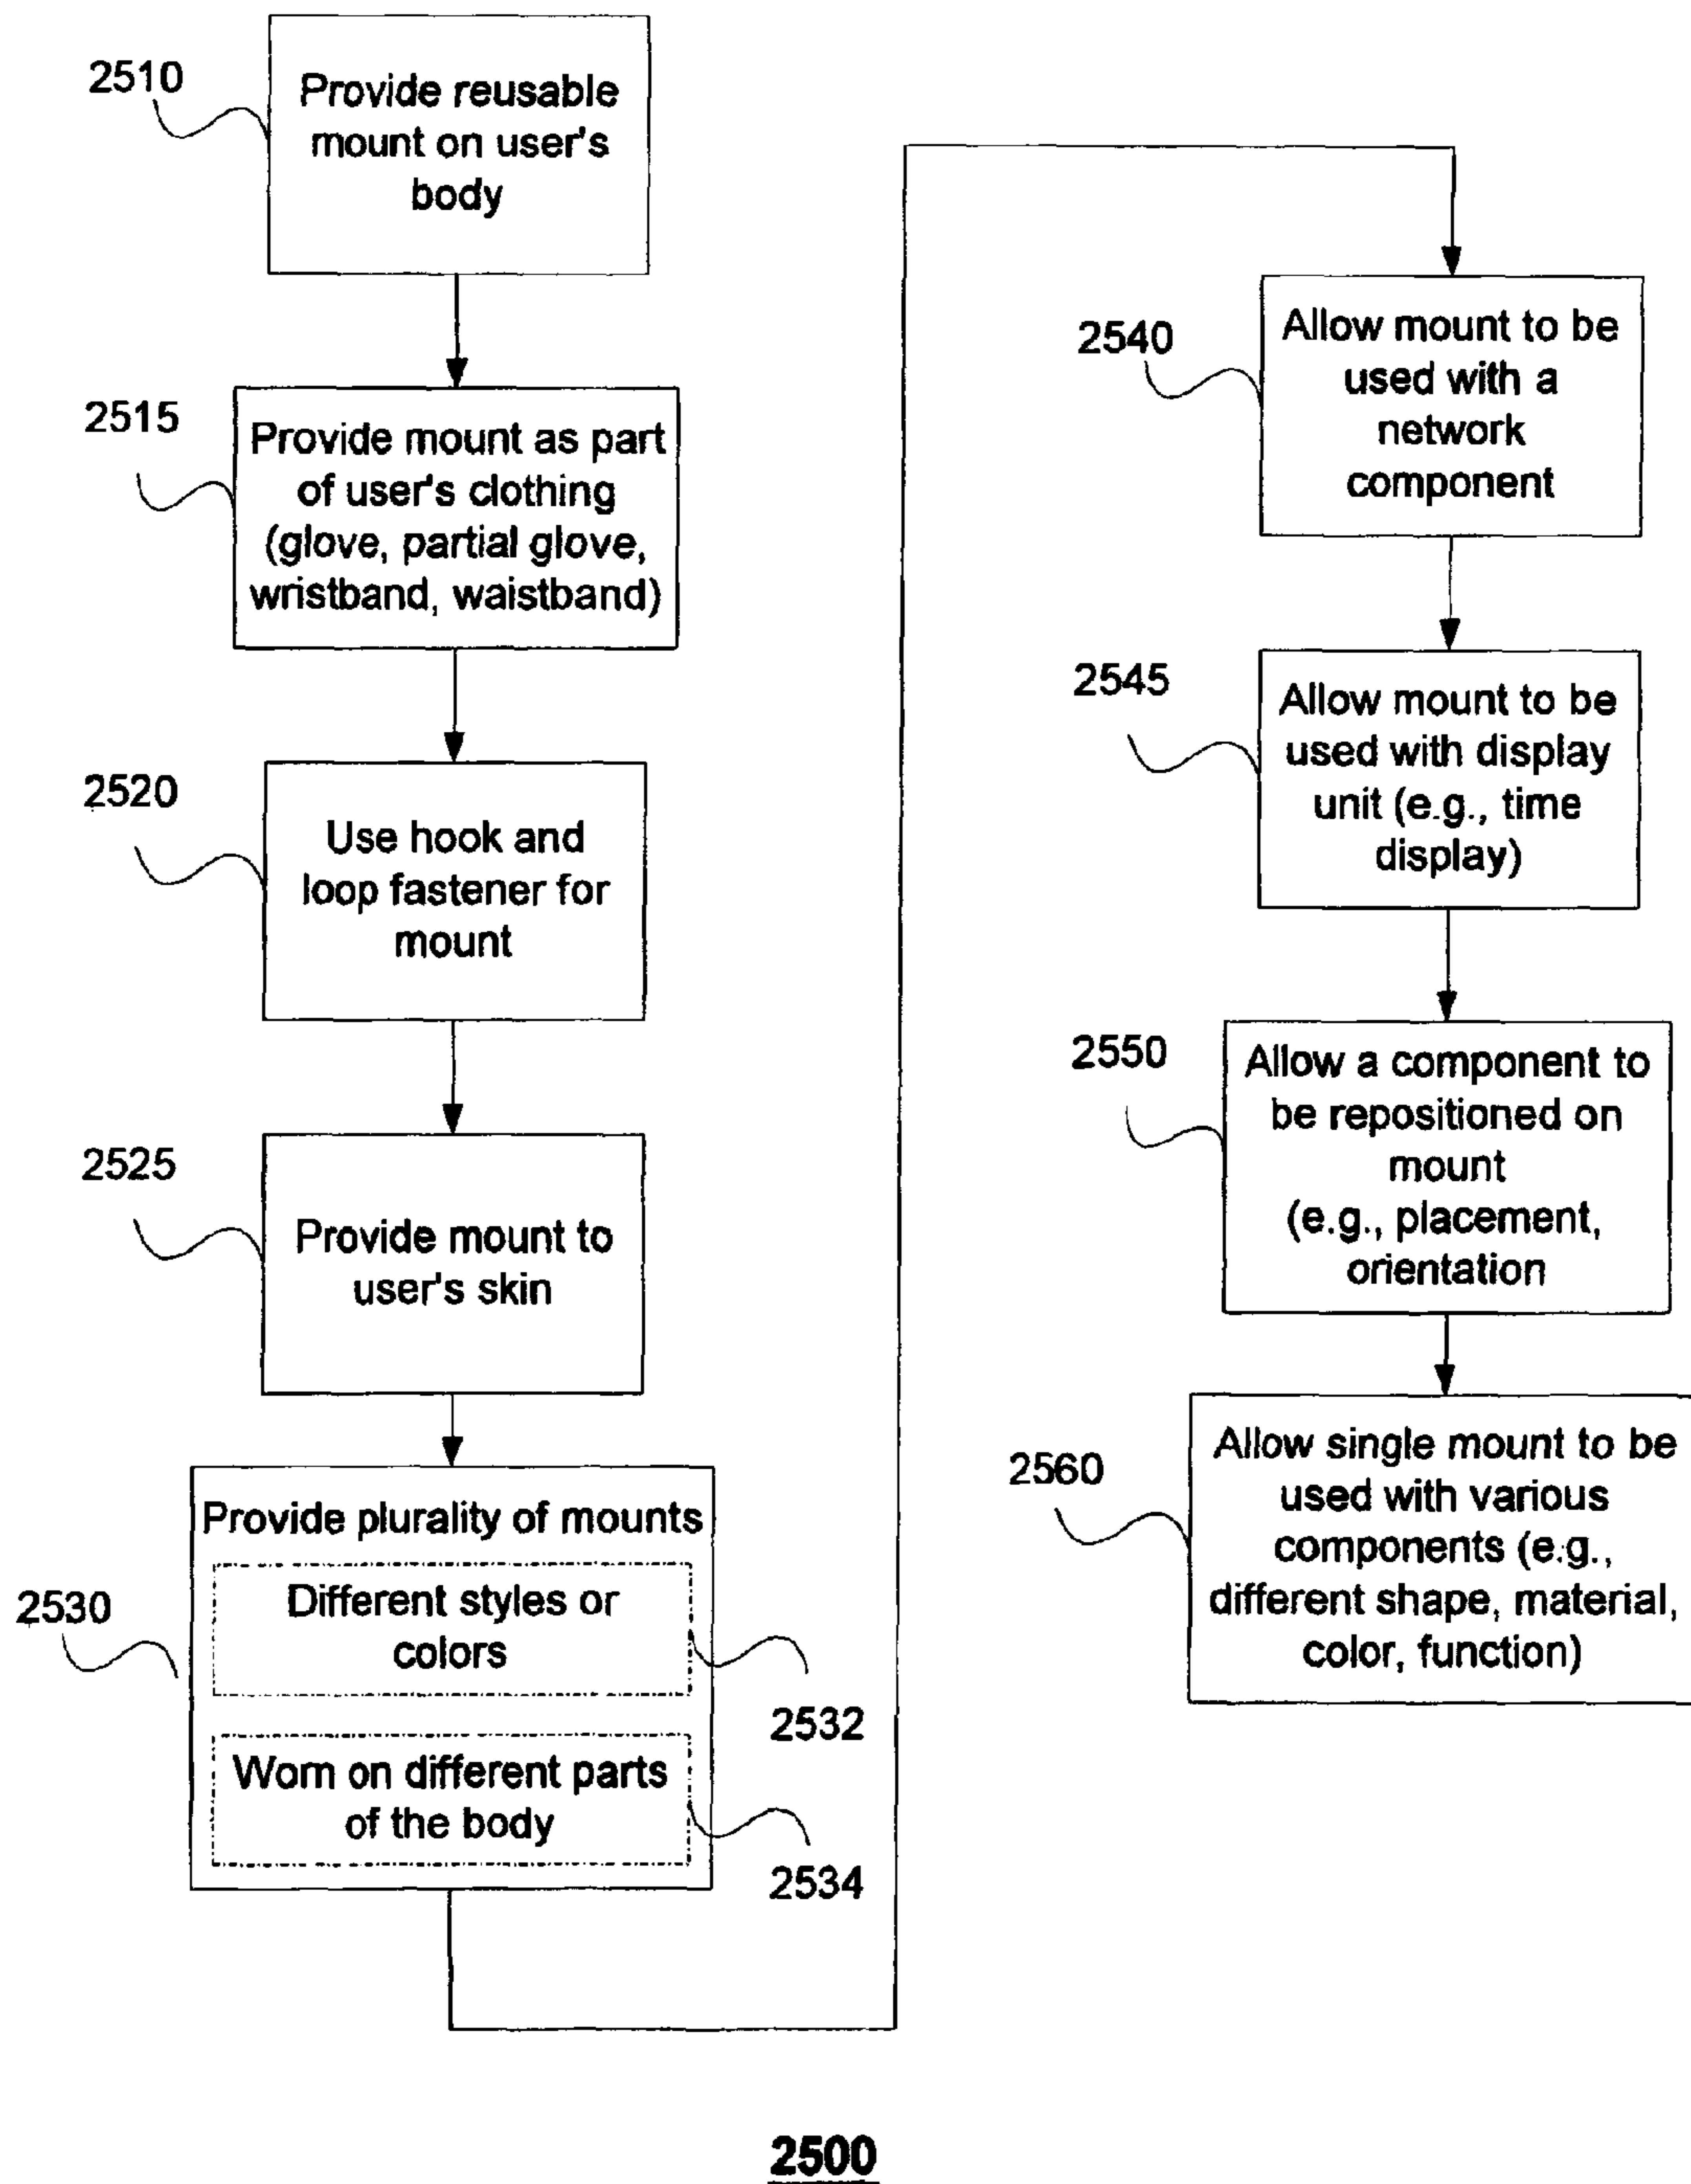 2510
Provide reusable
mount on user's
body
2515
Provide mount as part
of user's clothing
(glove, partial glove,
wristband, waistband)
2520
Use hook and
loop fastener for
mount
2525
Provide mount to
user's skin
2530
Provide plurality of mounts
Different styles or
colors
2532
Worn on different parts
of the body
2534
2540
Allow mount to be
used with a
network
component
2545
Allow mount to be
used with display
unit (e.g., time
display)
2550
Allow a component to
be repositioned on
mount
(e.g., placement,
orientation
2560
Allow single mount to be
used with various
components (e.g.,
different shape, material,
color, function)
2500